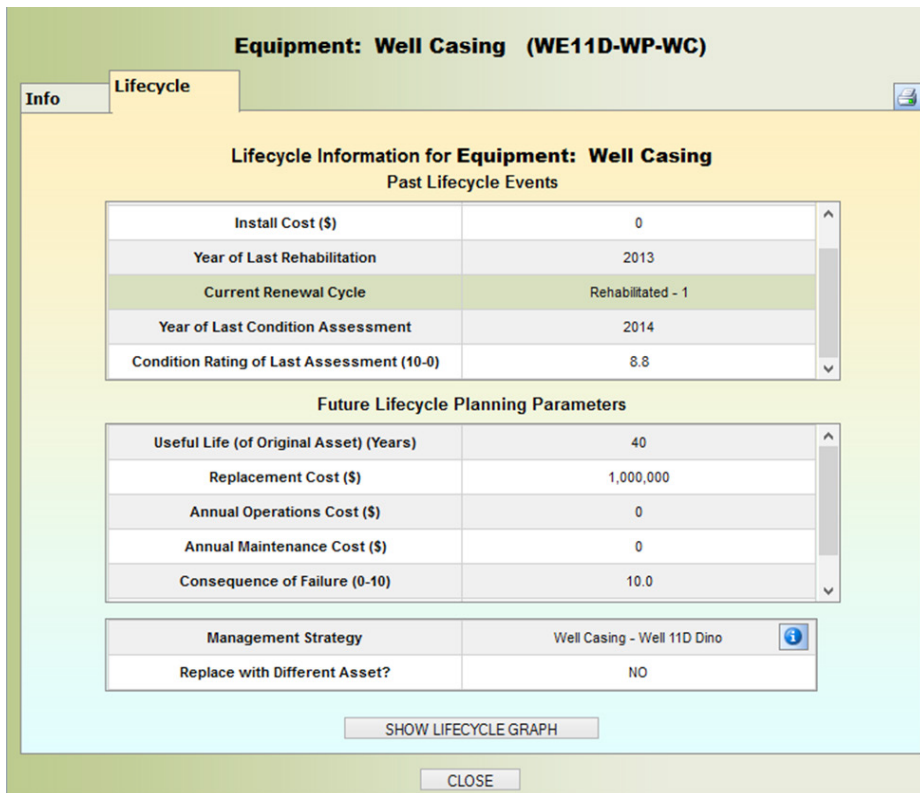 Equipment: Well Casing (WE11D-WP-WC)
Info
Lifecycle
Lifecycle Information for Equipment: Well Casing
Past Lifecycle Events
Install Cost ($) 0
Year of Last Rehabilitation 2013
Current Renewal Cycle Rehabilitated - 1
Year of Last Condition Assessment 2014
Condition Rating of Last Assessment (10-0) 8.8
Future Lifecycle Planning Parameters
Useful Life (of Original Asset) (Years) 40
Replacement Cost ($) 1,000,000
Annual Operations Cost ($) 0
Annual Maintenance Cost ($) 0
Consequence of Failure (0-10) 10.0
Management Strategy Well Casing - Well 11D Dino
Replace with Different Asset? NO
SHOW LIFECYCLE GRAPH
CLOSE